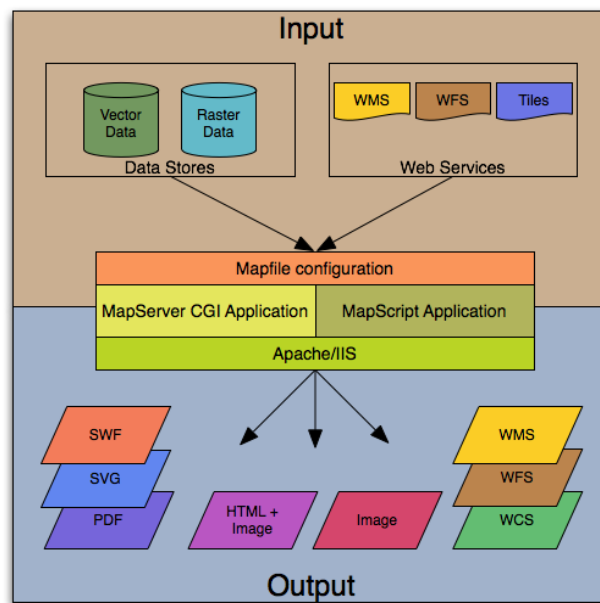 Input
Vector
Data
Raster
Data
Data Stores
WMS
WFS
Tiles
Web Services
Mapfile configuration
MapServer CGI Application
MapScript Application
Apache/IIS
SWF
SVG
PDF
HTML +
Image
Image
WMS
WFS
WCS
Output